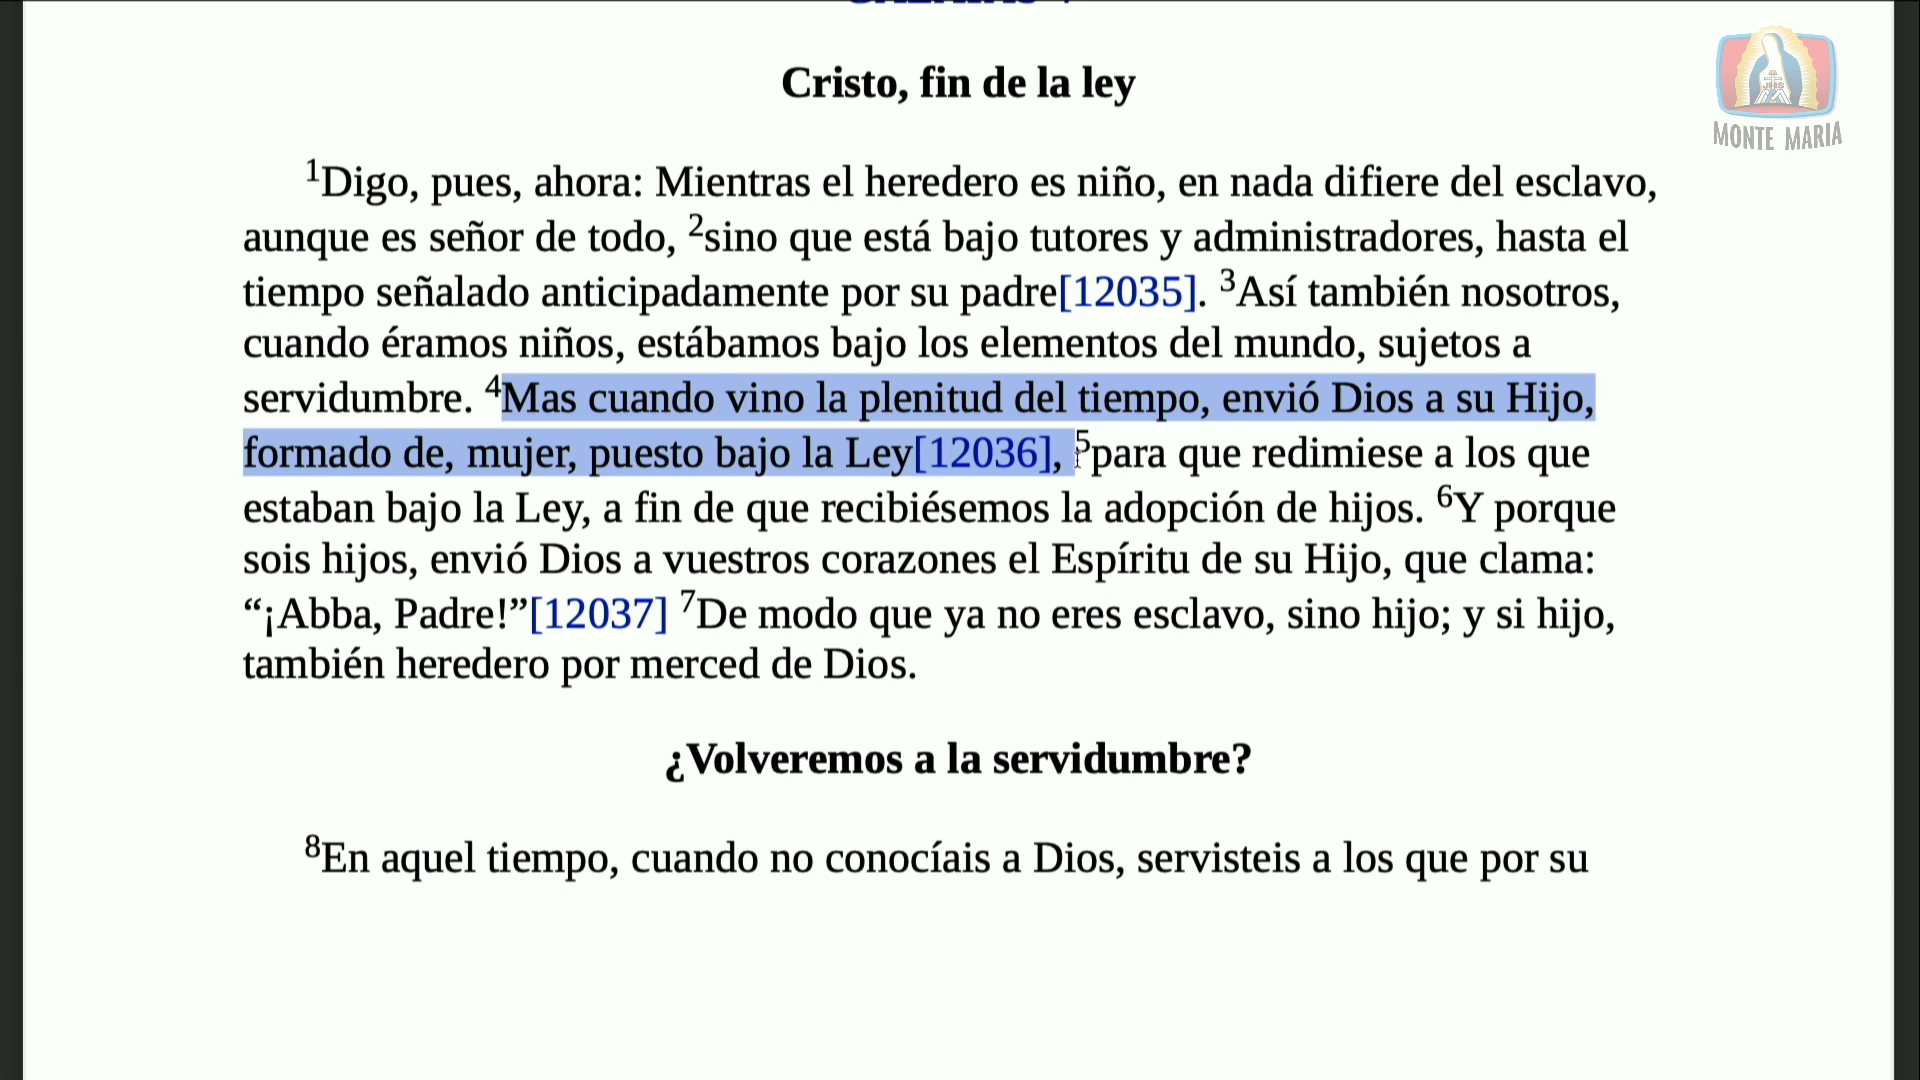 Cristo, fin de la ley
MONTE MARIA
JHS
¹Digo, pues, ahora: Mientras el heredero es niño, en nada difiere del esclavo,
aunque es señor de todo, ²sino que está bajo tutores y administradores, hasta el
tiempo señalado anticipadamente por su padre[12035]. ³Así también nosotros,
cuando éramos niños, estábamos bajo los elementos del mundo, sujetos a
servidumbre. ⁴Mas cuando vino la plenitud del tiempo, envió Dios a su Hijo,
formado de, mujer, puesto bajo la Ley[12036], ⁵para que redimiese a los que
estaban bajo la Ley, a fin de que recibiésemos la adopción de hijos. ⁶Y porque
sois hijos, envió Dios a vuestros corazones el Espíritu de su Hijo, que clama:
“¡Abba, Padre!”[12037] ⁷De modo que ya no eres esclavo, sino hijo; y si hijo,
también heredero por merced de Dios.
¿Volveremos a la servidumbre?
⁸En aquel tiempo, cuando no conocíais a Dios, servisteis a los que por su